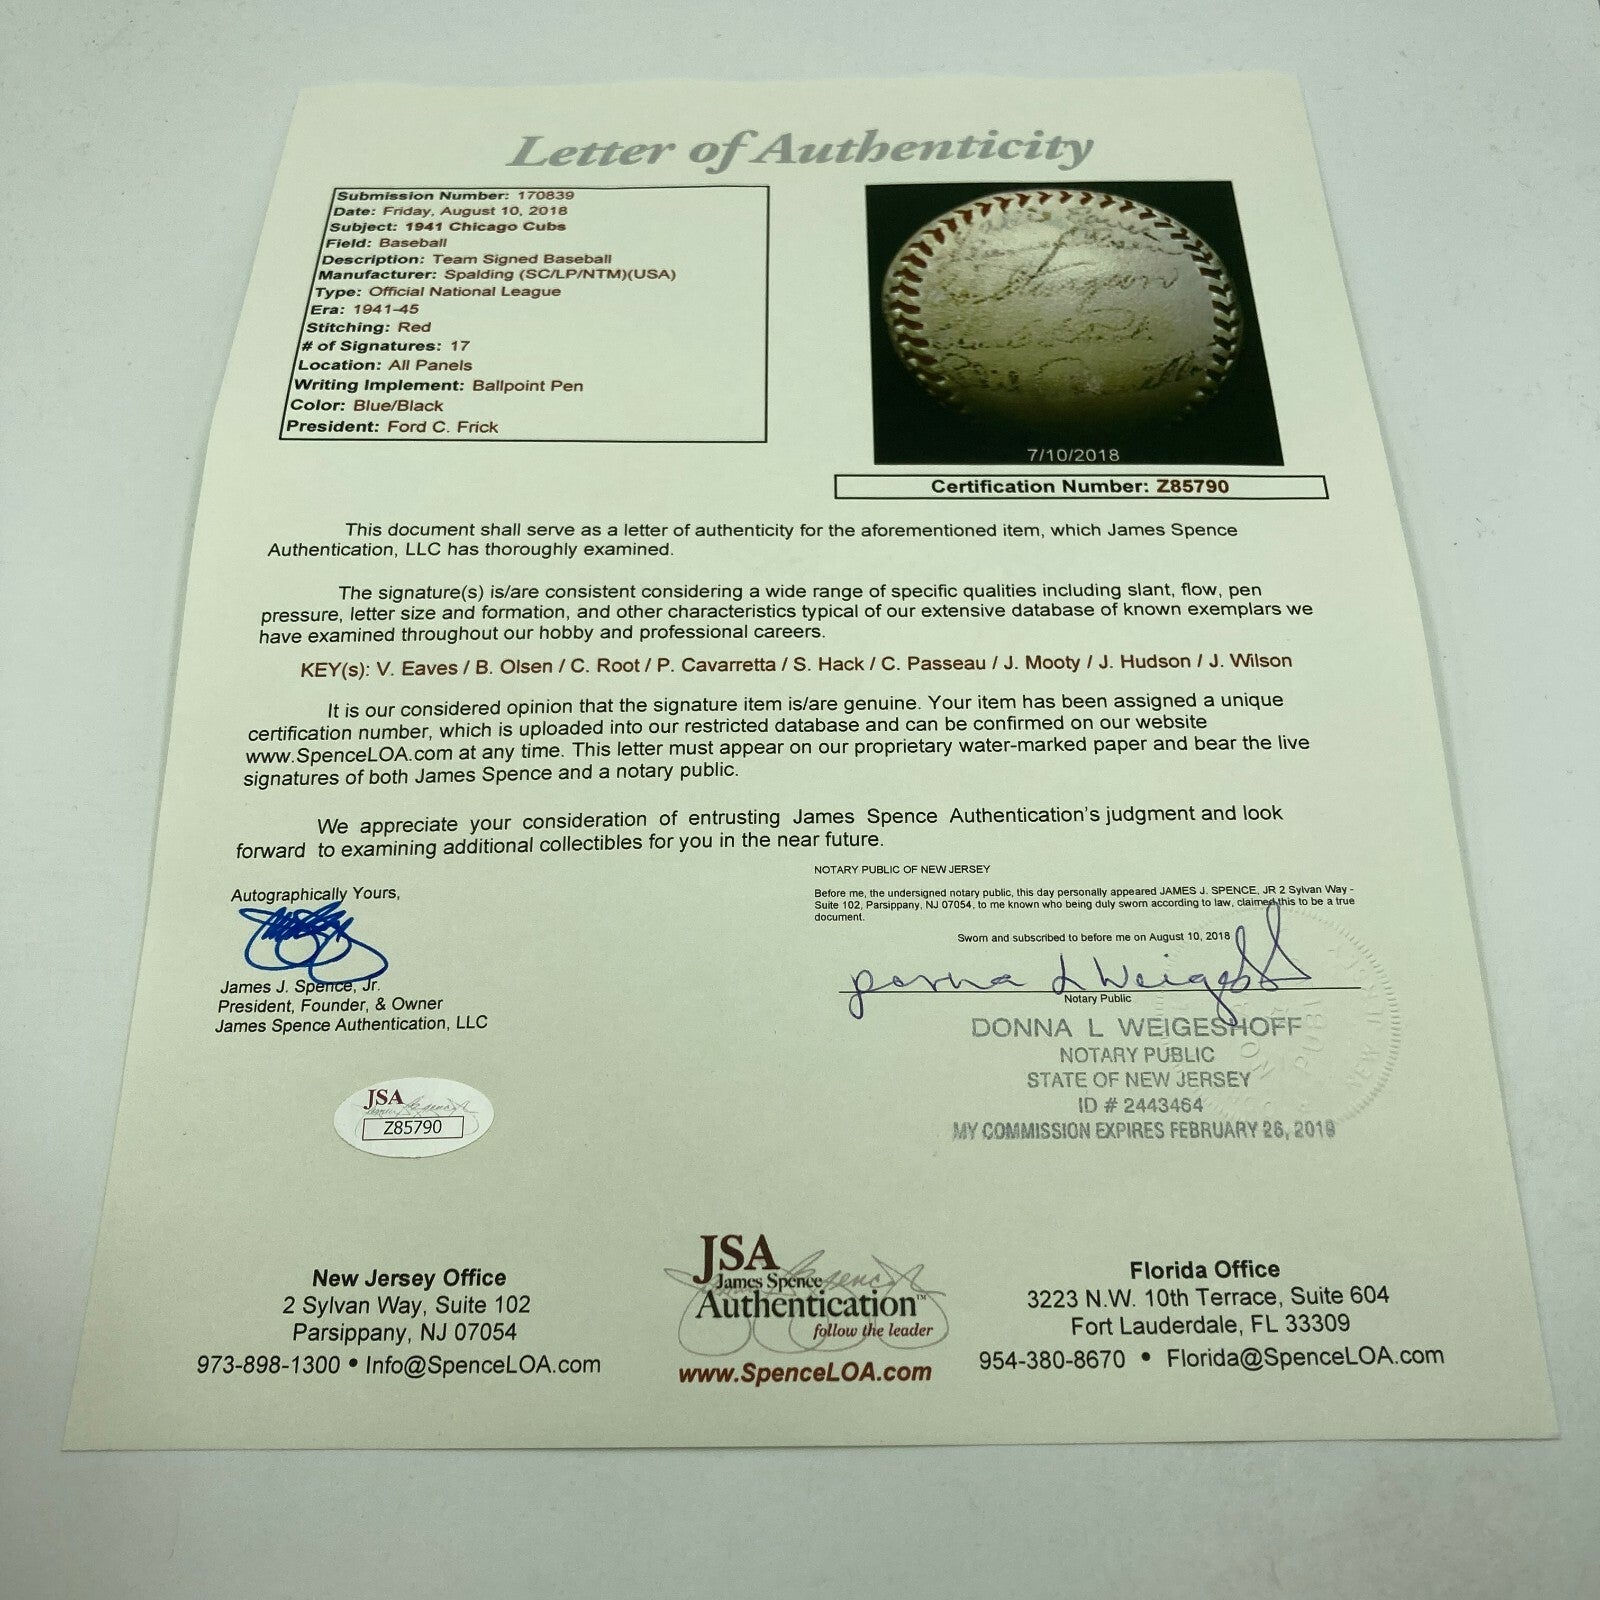 Letter of Authenticity
Submission Number: 170839
Date: Friday, August 10, 2018
Subject: 1941 Chicago Cubs
Field: Baseball
Description: Team Signed Baseball
Manufacturer: Spalding (SC/LP/NTM)(USA)
Type: Official National League
Era: 1941-45
Stitching: Red
# of Signatures: 17
Location: All Panels
Writing Implement: Ballpoint Pen
Color: Blue/Black
President: Ford C. Frick
7/10/2018
Certification Number: Z85790
This document shall serve as a letter of authenticity for the aforementioned item, which James Spence
Authentication, LLC has thoroughly examined.
The signature(s) is/are consistent considering a wide range of specific qualities including slant, flow, pen
pressure, letter size and formation, and other characteristics typical of our extensive database of known exemplars we
have examined throughout our hobby and professional careers.
KEY(s): V. Eaves / B. Olsen / C. Root / P. Cavarretta / S. Hack / C. Passeau / J. Mooty / J. Hudson / J. Wilson
It is our considered opinion that the signature item is/are genuine. Your item has been assigned a unique
certification number, which is uploaded into our restricted database and can be confirmed on our website
www.SpenceLOA.com at any time. This letter must appear on our proprietary water-marked paper and bear the live
signatures of both James Spence and a notary public.
We appreciate your consideration of entrusting James Spence Authentication's judgment and look
forward to examining additional collectibles for you in the near future.
NOTARY PUBLIC OF NEW JERSEY
Before me, the undersigned notary public, this day personally appeared JAMES J. SPENCE, JR 2 Sylvan Way -
Suite 102, Parsippany, NJ 07054, to me known who being duly sworn according to law, claimed this to be a true
document.
Sworn and subscribed to before me on August 10, 2018
Donna L Weigeshoff
Notary Public
DONNA L WEIGESHOFF
NOTARY PUBLIC
STATE OF NEW JERSEY
ID # 2443464
MY COMMISSION EXPIRES FEBRUARY 26, 2019
Autographically Yours,
James J. Spence, Jr.
President, Founder, & Owner
James Spence Authentication, LLC
JSA
Z85790
New Jersey Office
2 Sylvan Way, Suite 102
Parsippany, NJ 07054
973-898-1300 • Info@SpenceLOA.com
JSA
James Spence
Authentication™
follow the leader
www.SpenceLOA.com
Florida Office
3223 N.W. 10th Terrace, Suite 604
Fort Lauderdale, FL 33309
954-380-8670 • Florida@SpenceLOA.com